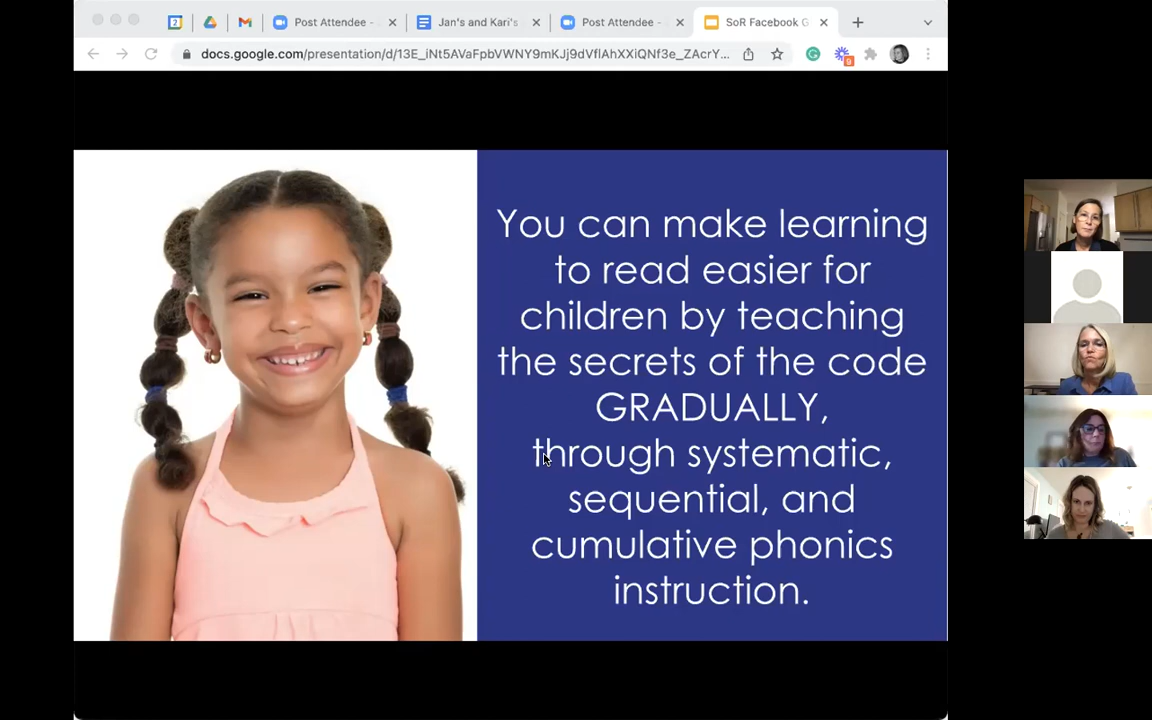 2
Post Attendee -
Jan's and Kari's
Post Attendee -
SoR Facebook G
docs.google.com/presentation/d/13E_iNt5AVaFpbVWNY9mKJj9dVflAhXXiQNf3e_ZAcrY...
9
You can make learning
to read easier for
children by teaching
the secrets of the code
GRADUALLY,
through systematic,
sequential, and
cumulative phonics
instruction.